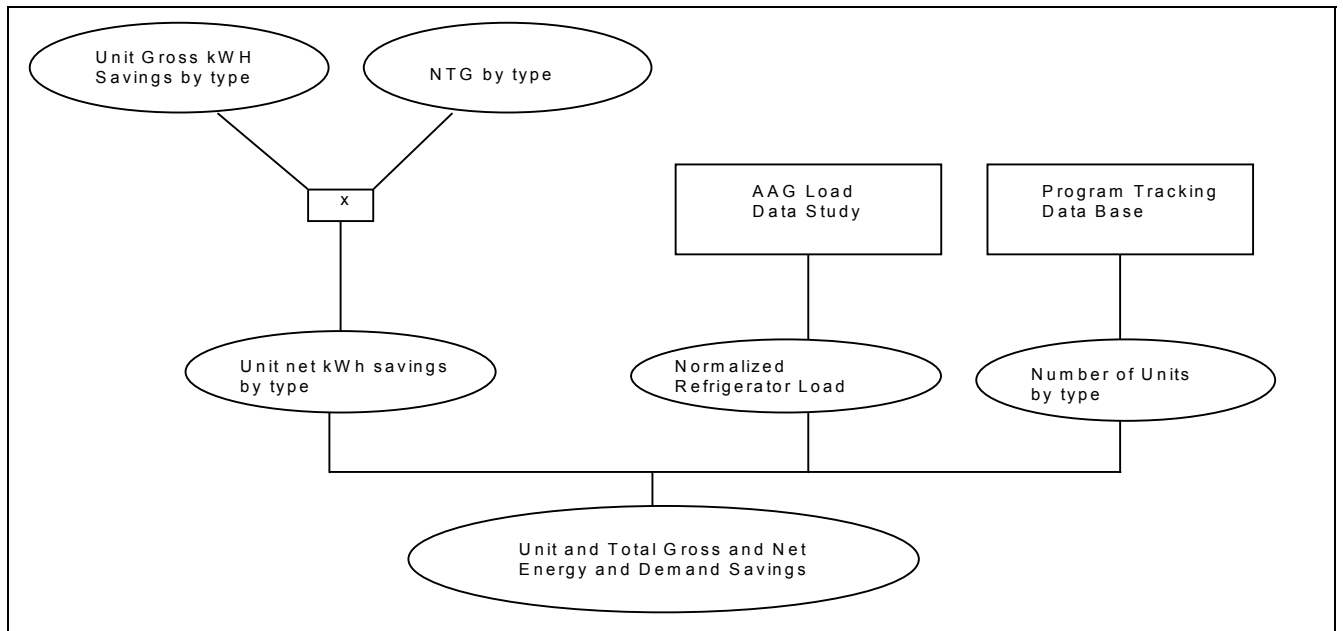 Unit Gross kWH
Savings by type
NTG by type
x
AAG Load
Data Study
Program Tracking
Data Base
Unit net kWh savings
by type
Normalized
Refrigerator Load
Number of Units
by type
Unit and Total Gross and Net
Energy and Demand Savings